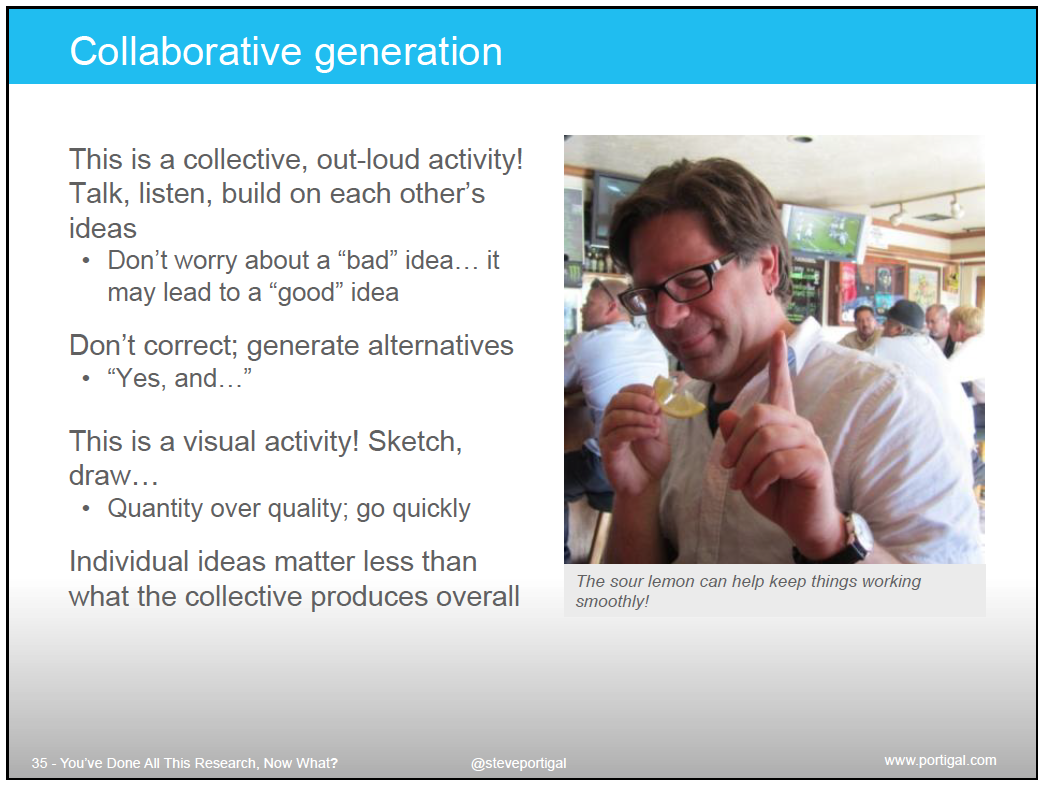 Collaborative generation
This is a collective, out-loud activity!
Talk, listen, build on each other’s
ideas
• Don’t worry about a “bad” idea… it
may lead to a “good” idea
Don’t correct; generate alternatives
• “Yes, and…”
This is a visual activity! Sketch,
draw…
• Quantity over quality; go quickly
Individual ideas matter less than
what the collective produces overall
The sour lemon can help keep things working
smoothly!
35 - You’ve Done All This Research, Now What?
@steveportigal
www.portigal.com